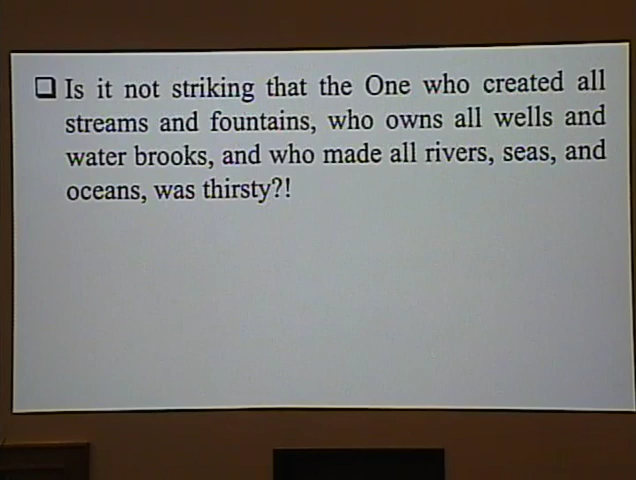 ❑ Is it not striking that the One who created all
streams and fountains, who owns all wells and
water brooks, and who made all rivers, seas, and
oceans, was thirsty?!